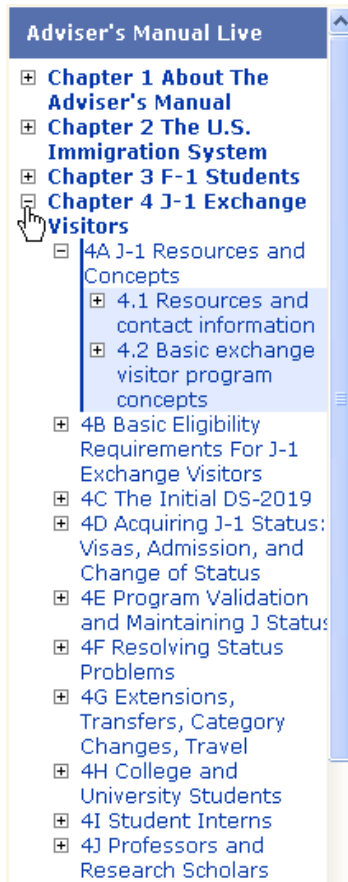 Adviser's Manual Live
Chapter 1 About The
Adviser's Manual
Chapter 2 The U.S.
Immigration System
Chapter 3 F-1 Students
Chapter 4 J-1 Exchange
Visitors
4A J-1 Resources and
Concepts
4.1 Resources and
contact information
4.2 Basic exchange
visitor program
concepts
4B Basic Eligibility
Requirements For J-1
Exchange Visitors
4C The Initial DS-2019
4D Acquiring J-1 Status:
Visas, Admission, and
Change of Status
4E Program Validation
and Maintaining J Status
4F Resolving Status
Problems
4G Extensions,
Transfers, Category
Changes, Travel
4H College and
University Students
4I Student Interns
4J Professors and
Research Scholars